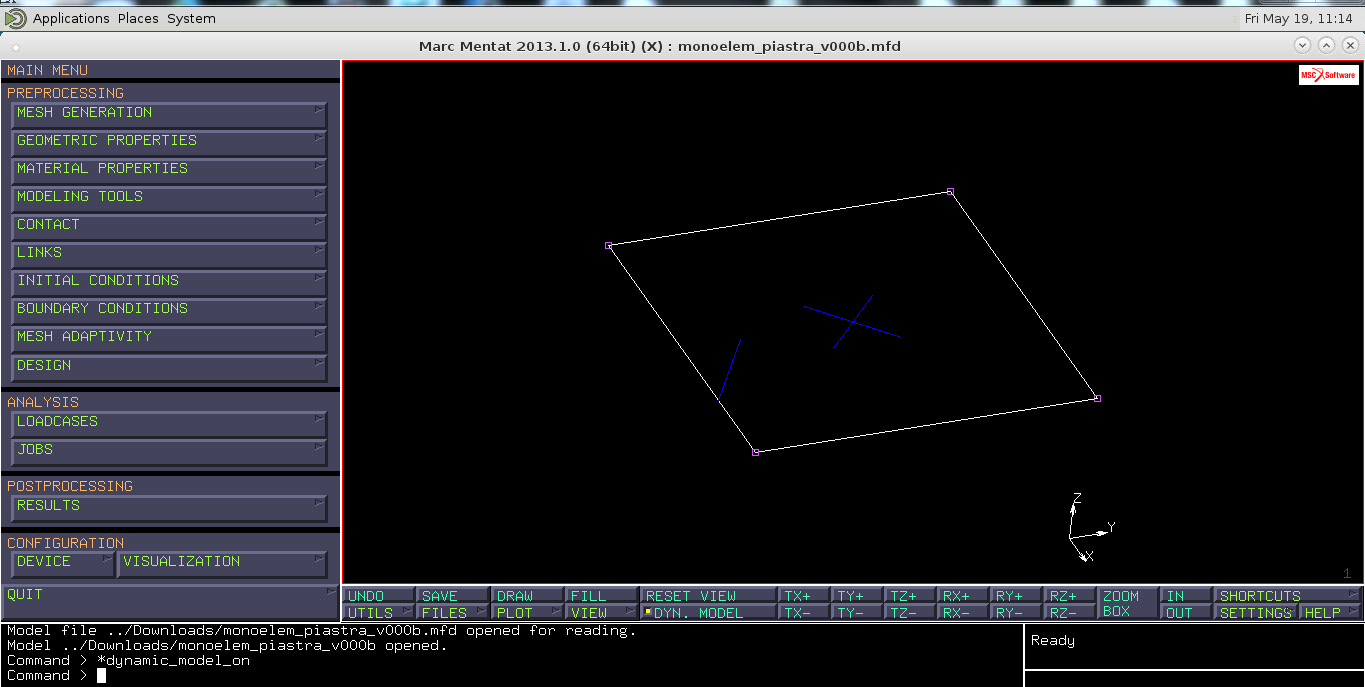 Applications Places System
Fri May 19, 11:14
Marc Mentat 2013.1.0 (64bit) (X) : monoelem_piastra_v000b.mfd
MAIN MENU
PREPROCESSING
MESH GENERATION
GEOMETRIC PROPERTIES
MATERIAL PROPERTIES
MODELING TOOLS
CONTACT
LINKS
INITIAL CONDITIONS
BOUNDARY CONDITIONS
MESH ADAPTIVITY
DESIGN
ANALYSIS
LOADCASES
JOBS
POSTPROCESSING
RESULTS
CONFIGURATION
DEVICE VISUALIZATION
QUIT
MSC Software
Z
Y
X
1
UNDO SAVE DRAW FILL RESET VIEW TX+ TY+ TZ+ RX+ RY+ RZ+ ZOOM IN SHORTCUTS
UTILS FILES PLOT VIEW DYN. MODEL TX- TY- TZ- RX- RY- RZ- BOX OUT SETTINGS HELP
Model file ../Downloads/monoelem_piastra_v000b.mfd opened for reading.
Model ../Downloads/monoelem_piastra_v000b opened.
Command > *dynamic_model_on
Command >
Ready